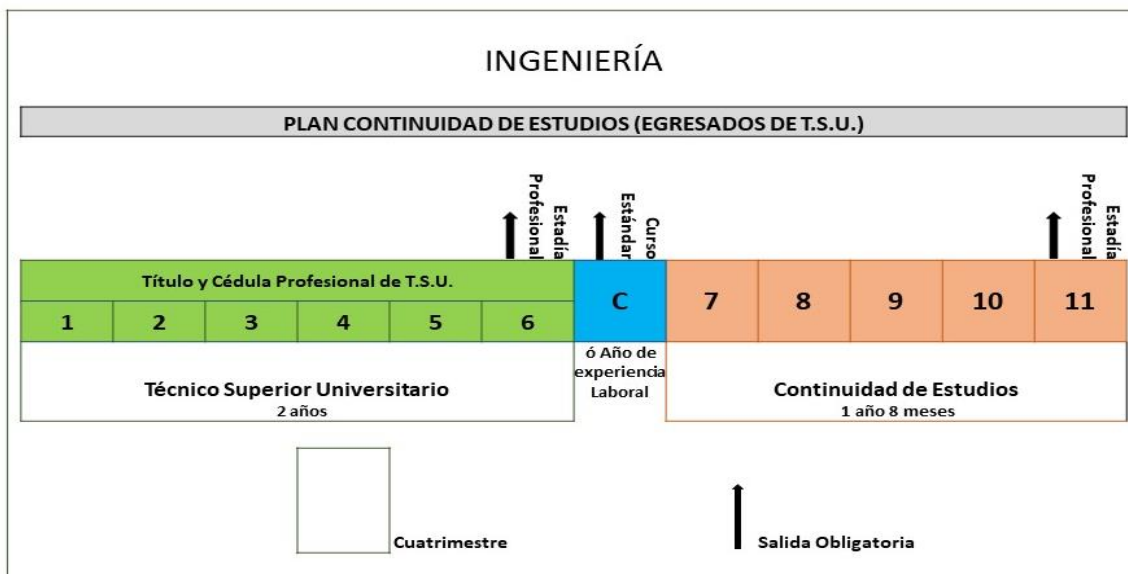 INGENIERÍA
PLAN CONTINUIDAD DE ESTUDIOS (EGRESADOS DE T.S.U.)
Estadía
Profesional
Curso
Estándar
Estadía
Profesional
Título y Cédula Profesional de T.S.U.
1 2 3 4 5 6
C
7 8 9 10 11
Técnico Superior Universitario
2 años
ó Año de
experiencia
Laboral
Continuidad de Estudios
1 año 8 meses
Cuatrimestre
Salida Obligatoria